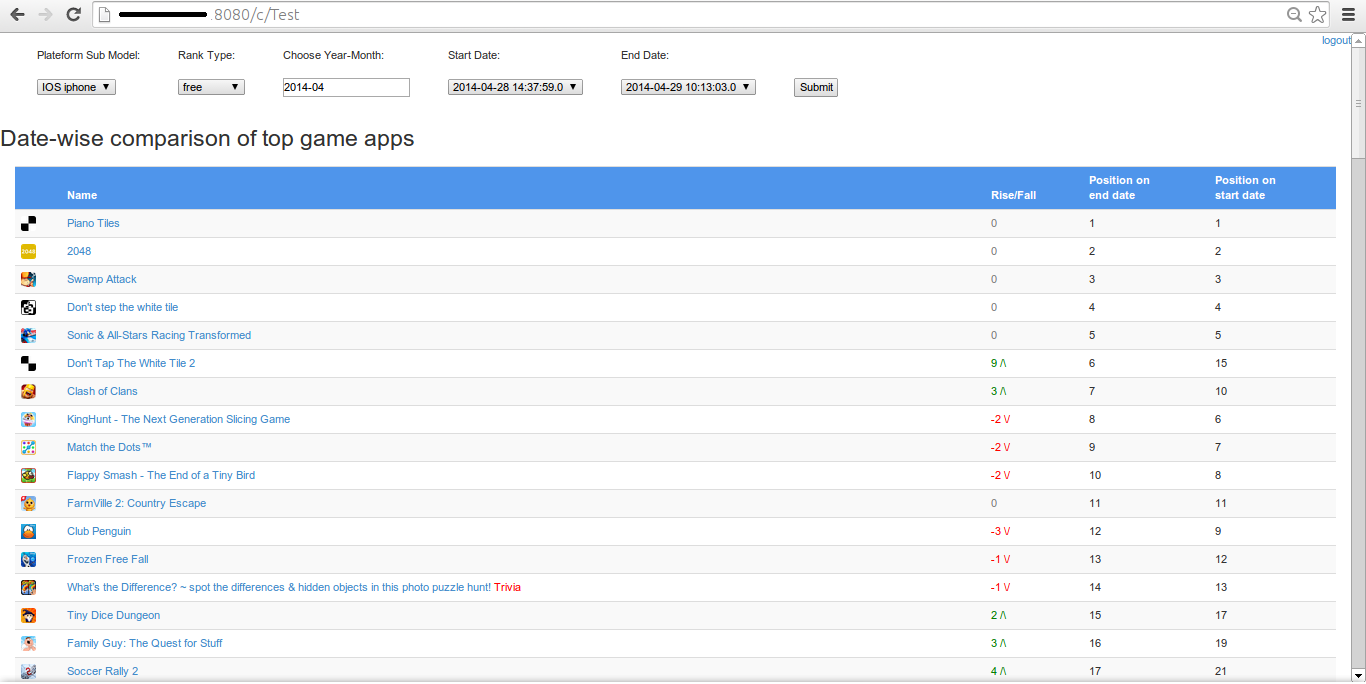 .8080/c/Test
logout
Plateform Sub Model: Rank Type: Choose Year-Month: Start Date: End Date:
IOS iphone ▼ free ▼ 2014-04 2014-04-28 14:37:59.0 ▼ 2014-04-29 10:13:03.0 ▼ Submit
Date-wise comparison of top game apps
Name Rise/Fall Position on end date Position on start date
Piano Tiles 0 1 1
2048 2048 0 2 2
Swamp Attack 0 3 3
Don't step the white tile 0 4 4
Sonic & All-Stars Racing Transformed 0 5 5
Don't Tap The White Tile 2 9 /\ 6 15
Clash of Clans 3 /\ 7 10
KingHunt - The Next Generation Slicing Game -2 \/ 8 6
Match the Dots™ -2 \/ 9 7
Flappy Smash - The End of a Tiny Bird -2 \/ 10 8
FarmVille 2: Country Escape 0 11 11
Club Penguin -3 \/ 12 9
Frozen Free Fall -1 \/ 13 12
What's the Difference? ~ spot the differences & hidden objects in this photo puzzle hunt! Trivia -1 \/ 14 13
Tiny Dice Dungeon 2 /\ 15 17
Family Guy: The Quest for Stuff 3 /\ 16 19
Soccer Rally 2 4 /\ 17 21